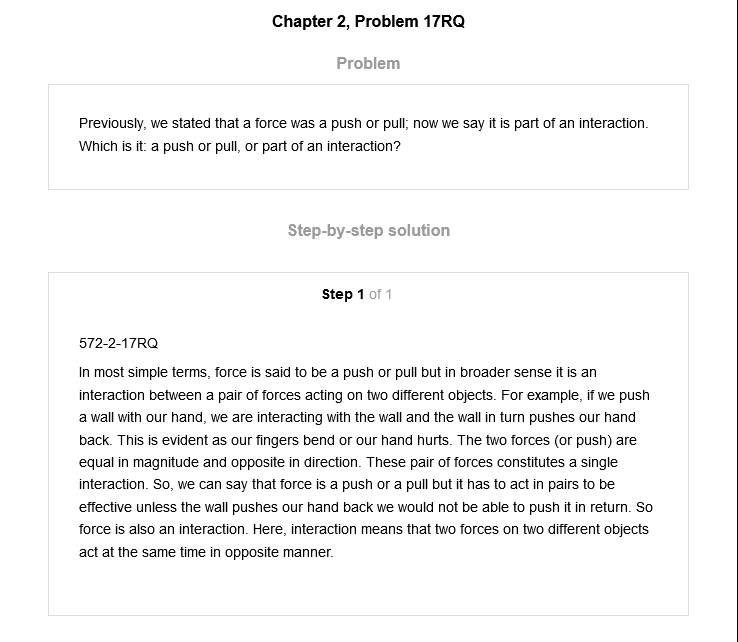 Chapter 2, Problem 17RQ
Problem
Previously, we stated that a force was a push or pull; now we say it is part of an interaction.
Which is it: a push or pull, or part of an interaction?
Step-by-step solution
Step 1 of 1
572-2-17RQ
In most simple terms, force is said to be a push or pull but in broader sense it is an
interaction between a pair of forces acting on two different objects. For example, if we push
a wall with our hand, we are interacting with the wall and the wall in turn pushes our hand
back. This is evident as our fingers bend or our hand hurts. The two forces (or push) are
equal in magnitude and opposite in direction. These pair of forces constitutes a single
interaction. So, we can say that force is a push or a pull but it has to act in pairs to be
effective unless the wall pushes our hand back we would not be able to push it in return. So
force is also an interaction. Here, interaction means that two forces on two different objects
act at the same time in opposite manner.